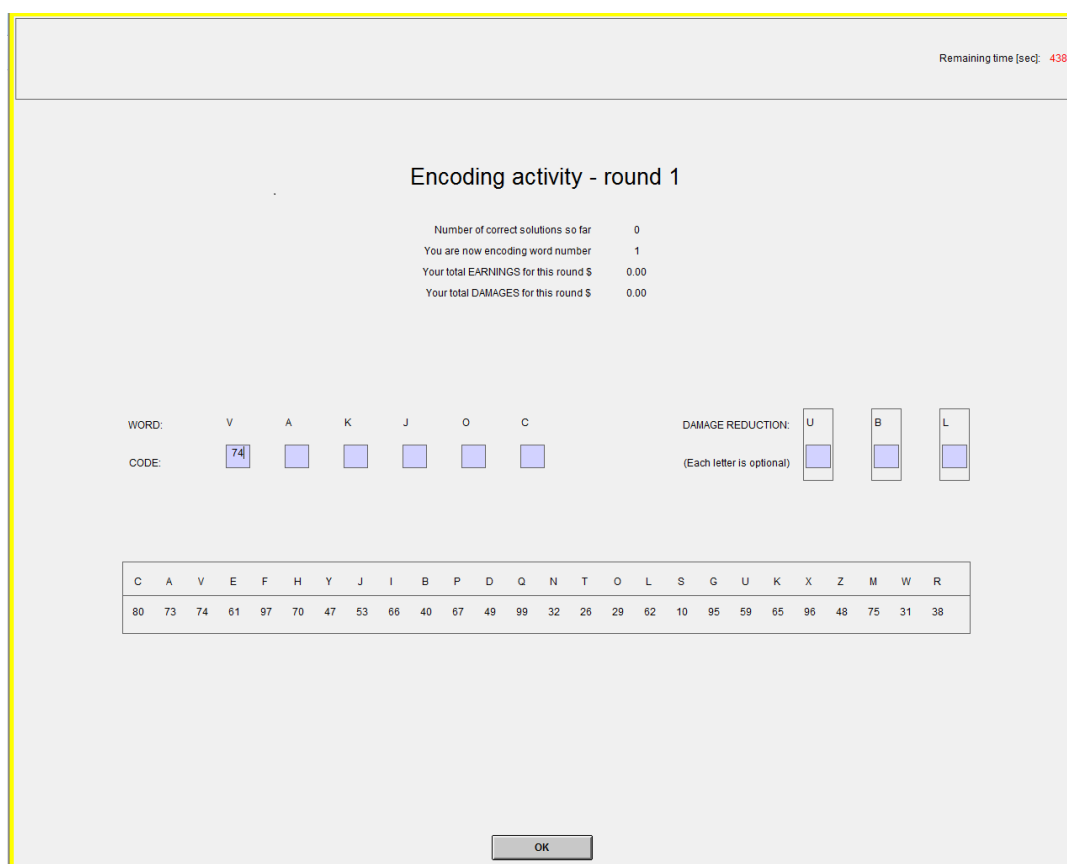 Remaining time [sec]: 438
Encoding activity - round 1
Number of correct solutions so far 0
You are now encoding word number 1
Your total EARNINGS for this round $ 0.00
Your total DAMAGES for this round $ 0.00
WORD: V A K J O C DAMAGE REDUCTION: U B L
CODE: 74 (Each letter is optional)
C A V E F H Y J I B P D Q N T O L S G U K X Z M W R
80 73 74 61 97 70 47 53 66 40 67 49 99 32 26 29 62 10 95 59 65 96 48 75 31 38
OK